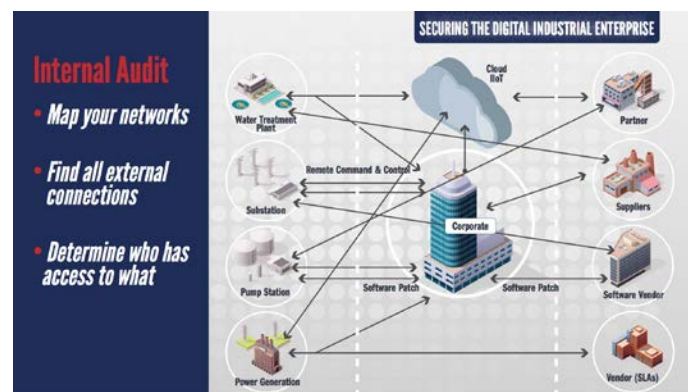 SECURING THE DIGITAL INDUSTRIAL ENTERPRISE
Internal Audit
• Map your networks
• Find all external
connections
• Determine who has
access to what
Cloud
IIoT
Water Treatment
Plant
Partner
Remote Command & Control
Substation
Suppliers
Corporate
Pump Station
Software Patch
Software Patch
Software Vendor
Power Generation
Vendor (SLAs)